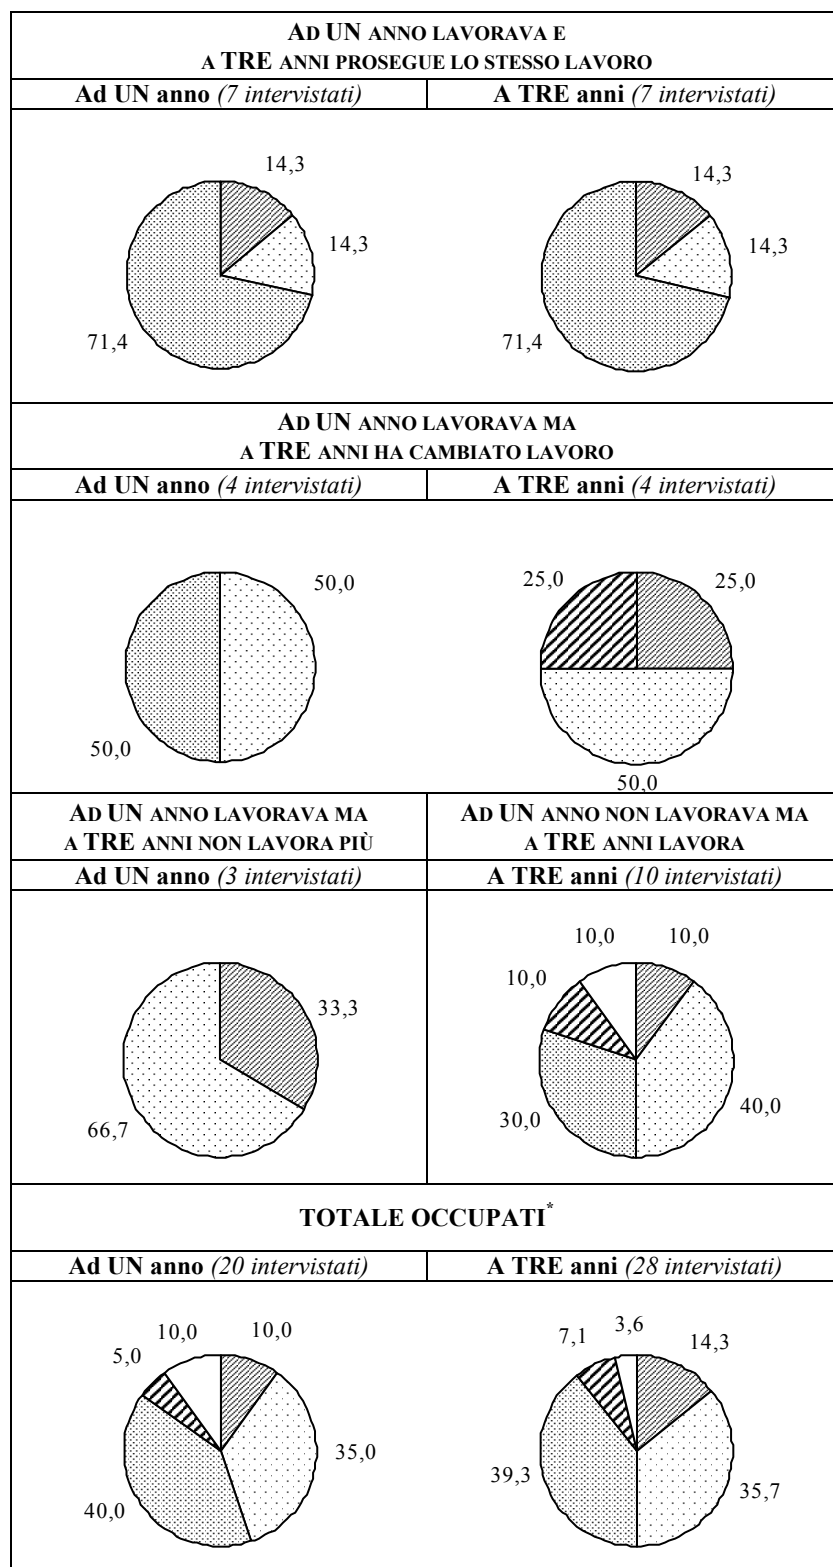 AD UN ANNO LAVORAVA E
A TRE ANNI PROSEGUE LO STESSO LAVORO
Ad UN anno (7 intervistati)
A TRE anni (7 intervistati)
14,3
14,3
71,4
14,3
14,3
71,4
AD UN ANNO LAVORAVA MA
A TRE ANNI HA CAMBIATO LAVORO
Ad UN anno (4 intervistati)
A TRE anni (4 intervistati)
50,0
50,0
25,0
25,0
50,0
AD UN ANNO LAVORAVA MA
A TRE ANNI NON LAVORA PIÙ
AD UN ANNO NON LAVORAVA MA
A TRE ANNI LAVORA
Ad UN anno (3 intervistati)
A TRE anni (10 intervistati)
33,3
66,7
10,0
10,0
10,0
30,0
40,0
TOTALE OCCUPATI*
Ad UN anno (20 intervistati)
A TRE anni (28 intervistati)
10,0
10,0
5,0
35,0
40,0
3,6
7,1
14,3
39,3
35,7